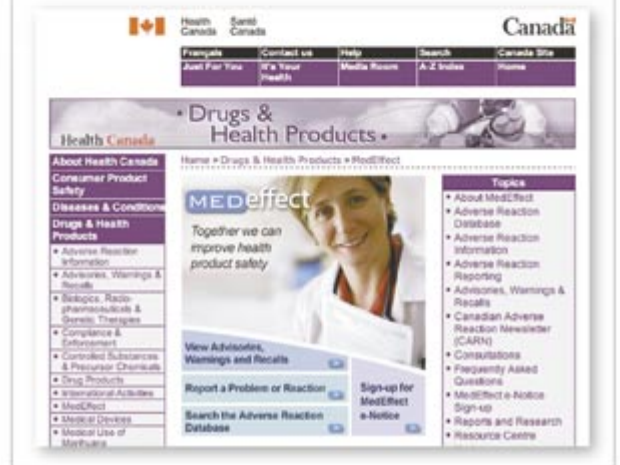 Health Canada
Santé Canada
Canada
Français
Contact us
Help
Search
Canada Site
Just For You
It's Your
Health
Media Room
A-Z Index
Home
• Drugs &
Health Products •
Health Canada
About Health Canada
Consumer Product
Safety
Diseases & Conditions
Drugs & Health
Products
• Adverse Reaction
Information
• Advisories, Warnings &
Recalls
• Biologics, Radio-
pharmaceuticals &
Genetic Therapies
• Compliance &
Enforcement
• Controlled Substances
& Precursor Chemicals
• Drug Products
• International Activities
• MedEffect
• Medical Devices
• Medical Use of
Marihuana
Home » Drugs & Health Products » MedEffect
MEDeffect
Together we can
improve health
product safety
View Advisories,
Warnings and Recalls
Report a Problem or Reaction
Search the Adverse Reaction
Database
Sign-up for
MedEffect
e-Notice
Topics
• About MedEffect
• Adverse Reaction
Database
• Adverse Reaction
Information
• Adverse Reaction
Reporting
• Advisories, Warnings &
Recalls
• Canadian Adverse
Reaction Newsletter
(CARN)
• Consultations
• Frequently Asked
Questions
• MedEffect e-Notice
Sign-up
• Reports and Research
• Resource Centre